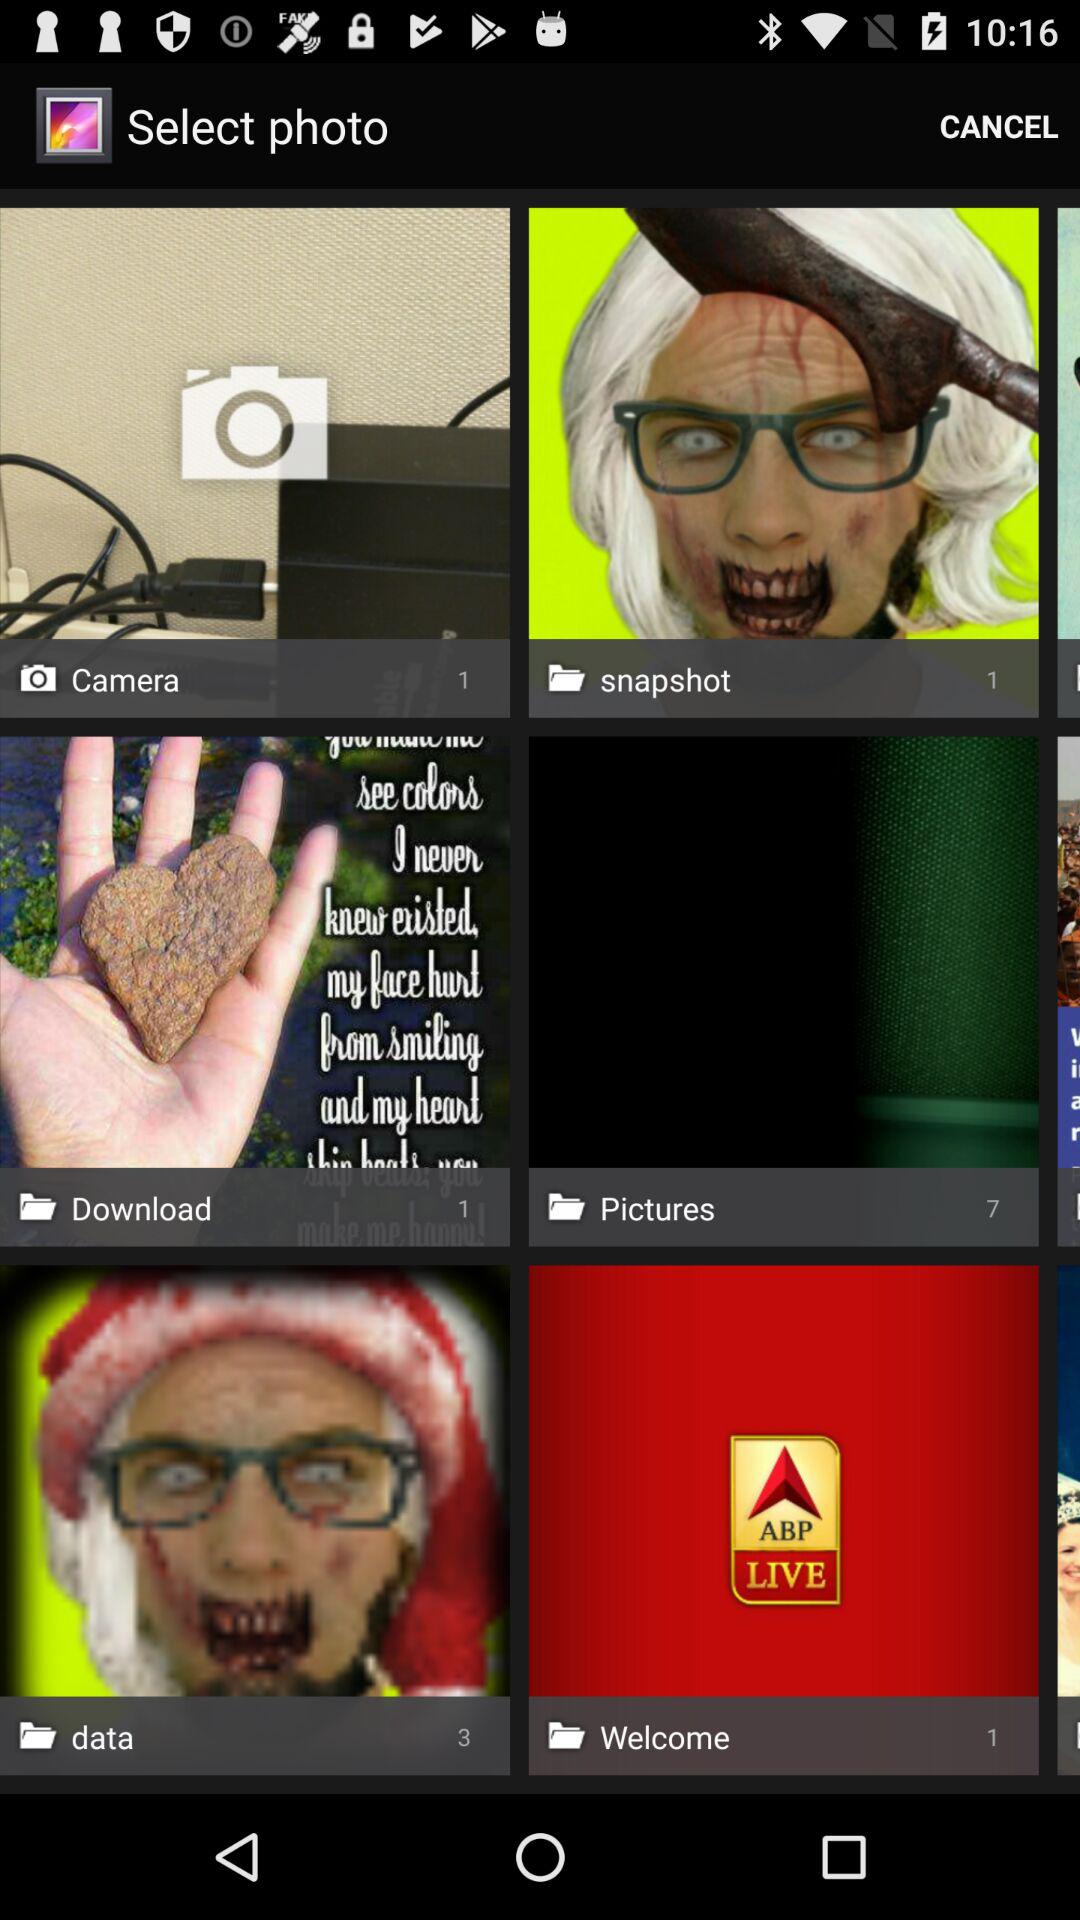 FAKE
10:16
Select photo
CANCEL
Camera 1
snapshot 1
you make me
see colors
I never
knew existed,
my face hurt
from smiling
and my heart
skip beats; you
make me happy!
Download 1
Pictures 7
ABP
LIVE
data 3
Welcome 1